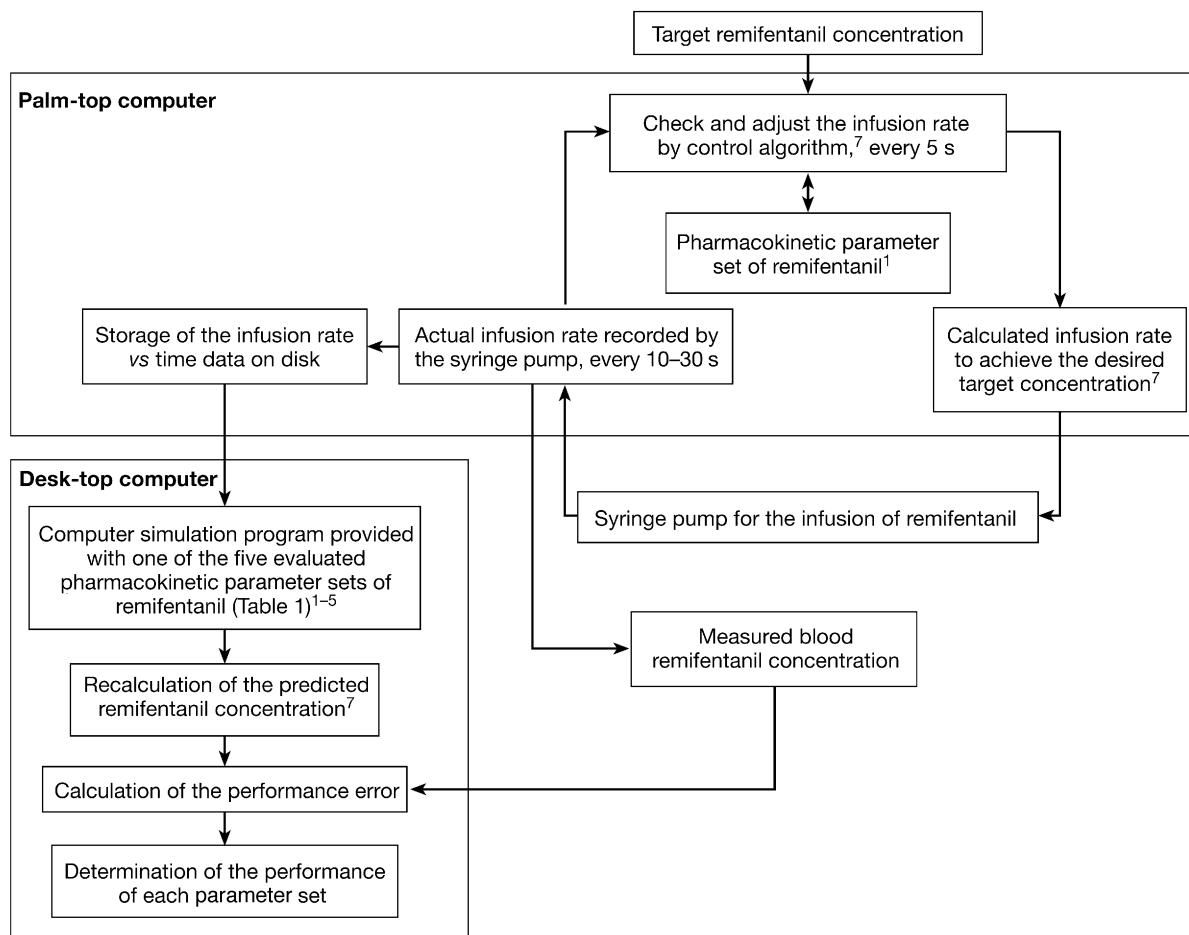 Target remifentanil concentration
Palm-top computer
Check and adjust the infusion rate
by control algorithm,⁷ every 5 s
Pharmacokinetic parameter
set of remifentanil¹
Storage of the infusion rate
vs time data on disk
Actual infusion rate recorded by
the syringe pump, every 10–30 s
Calculated infusion rate
to achieve the desired
target concentration⁷
Desk-top computer
Syringe pump for the infusion of remifentanil
Computer simulation program provided
with one of the five evaluated
pharmacokinetic parameter sets of
remifentanil (Table 1)¹⁻⁵
Measured blood
remifentanil concentration
Recalculation of the predicted
remifentanil concentration⁷
Calculation of the performance error
Determination of the performance
of each parameter set